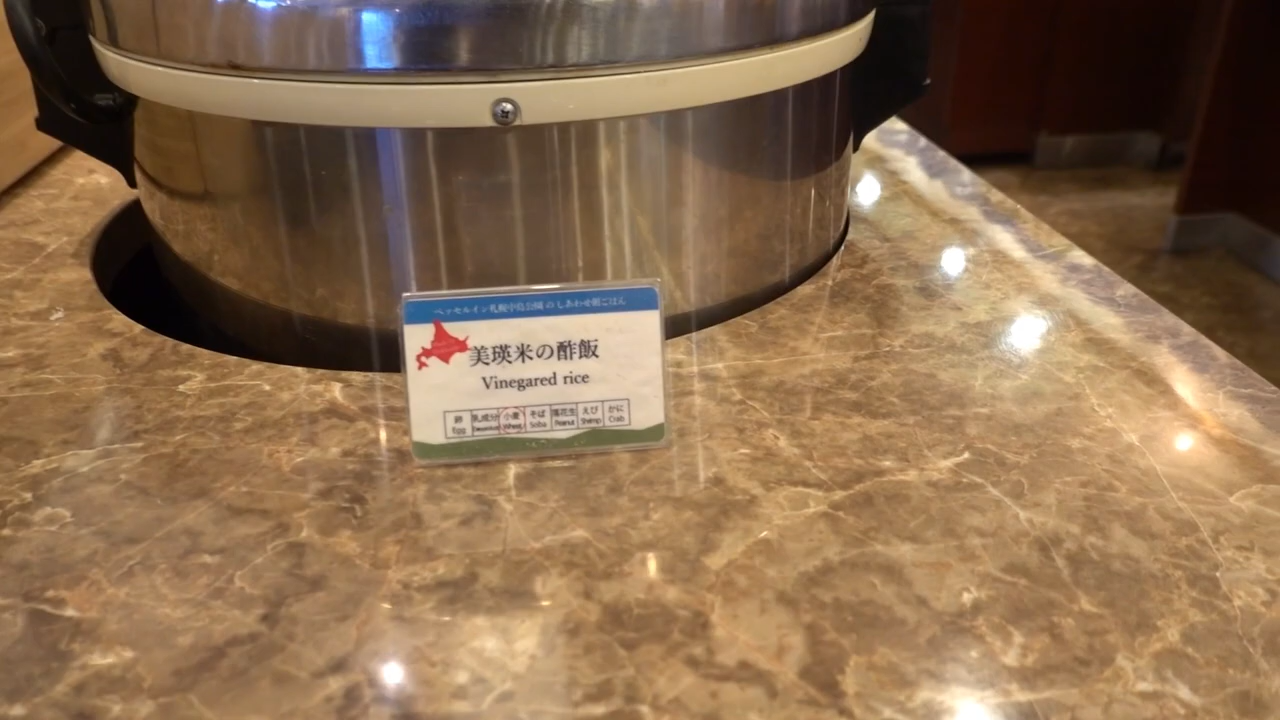 ベッセルイン札幌中島公園 の しあわせ朝ごはん
美瑛米の酢飯
Vinegared rice
卵 乳成分 小麦 そば 落花生 えび かに
Egg Wheat Soba Peanut Shrimp Crab